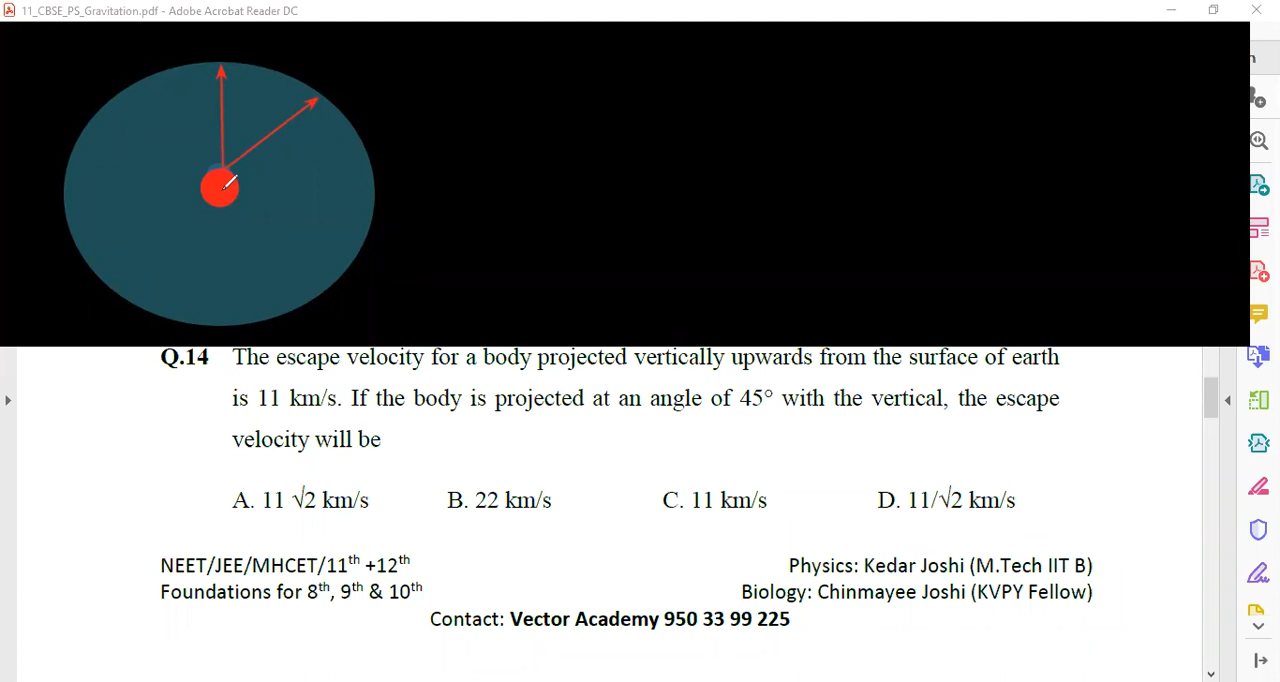 11_CBSE_PS_Gravitation.pdf - Adobe Acrobat Reader DC
Q.14 The escape velocity for a body projected vertically upwards from the surface of earth
is 11 km/s. If the body is projected at an angle of 45° with the vertical, the escape
velocity will be
A. 11 √2 km/s B. 22 km/s C. 11 km/s D. 11/√2 km/s
NEET/JEE/MHCET/11th +12th Physics: Kedar Joshi (M.Tech IIT B)
Foundations for 8th, 9th & 10th Biology: Chinmayee Joshi (KVPY Fellow)
Contact: Vector Academy 950 33 99 225